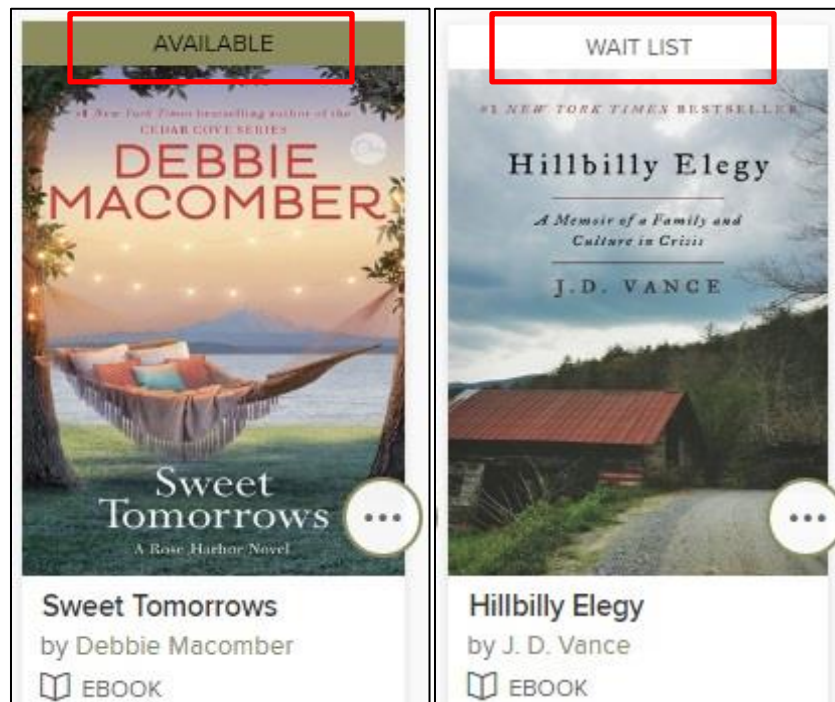 AVAILABLE
#1 New York Times bestselling author of the
CEDAR COVE SERIES
DEBBIE
MACOMBER
Sweet
Tomorrows
A Rose Harbor Novel
Sweet Tomorrows
by Debbie Macomber
EBOOK
WAIT LIST
#1 NEW YORK TIMES BESTSELLER
Hillbilly Elegy
A Memoir of a Family and
Culture in Crisis
J.D. VANCE
Hillbilly Elegy
by J. D. Vance
EBOOK